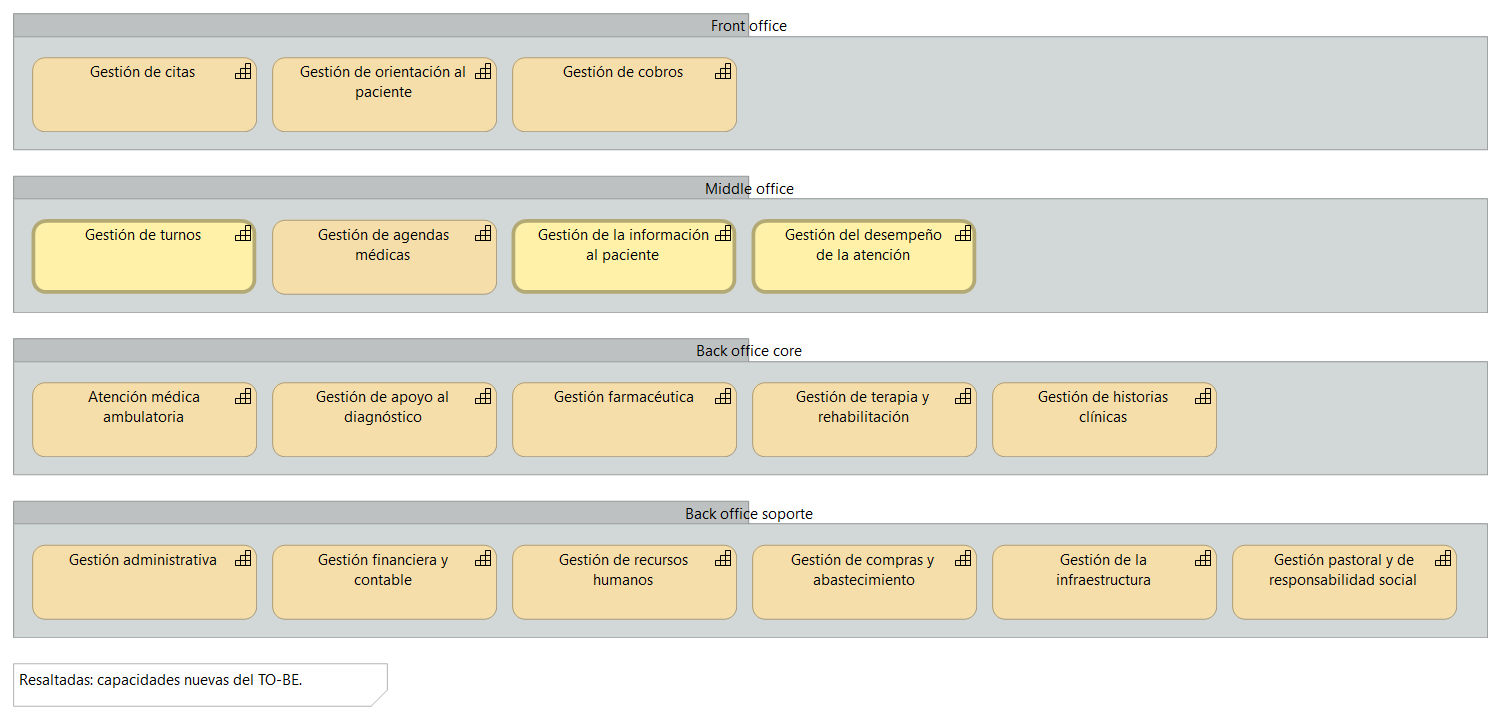 Front office
Gestión de citas
Gestión de orientación al
paciente
Gestión de cobros
Middle office
Gestión de turnos
Gestión de agendas
médicas
Gestión de la información
al paciente
Gestión del desempeño
de la atención
Back office core
Atención médica
ambulatoria
Gestión de apoyo al
diagnóstico
Gestión farmacéutica
Gestión de terapia y
rehabilitación
Gestión de historias
clínicas
Back office soporte
Gestión administrativa
Gestión financiera y
contable
Gestión de recursos
humanos
Gestión de compras y
abastecimiento
Gestión de la
infraestructura
Gestión pastoral y de
responsabilidad social
Resaltadas: capacidades nuevas del TO-BE.